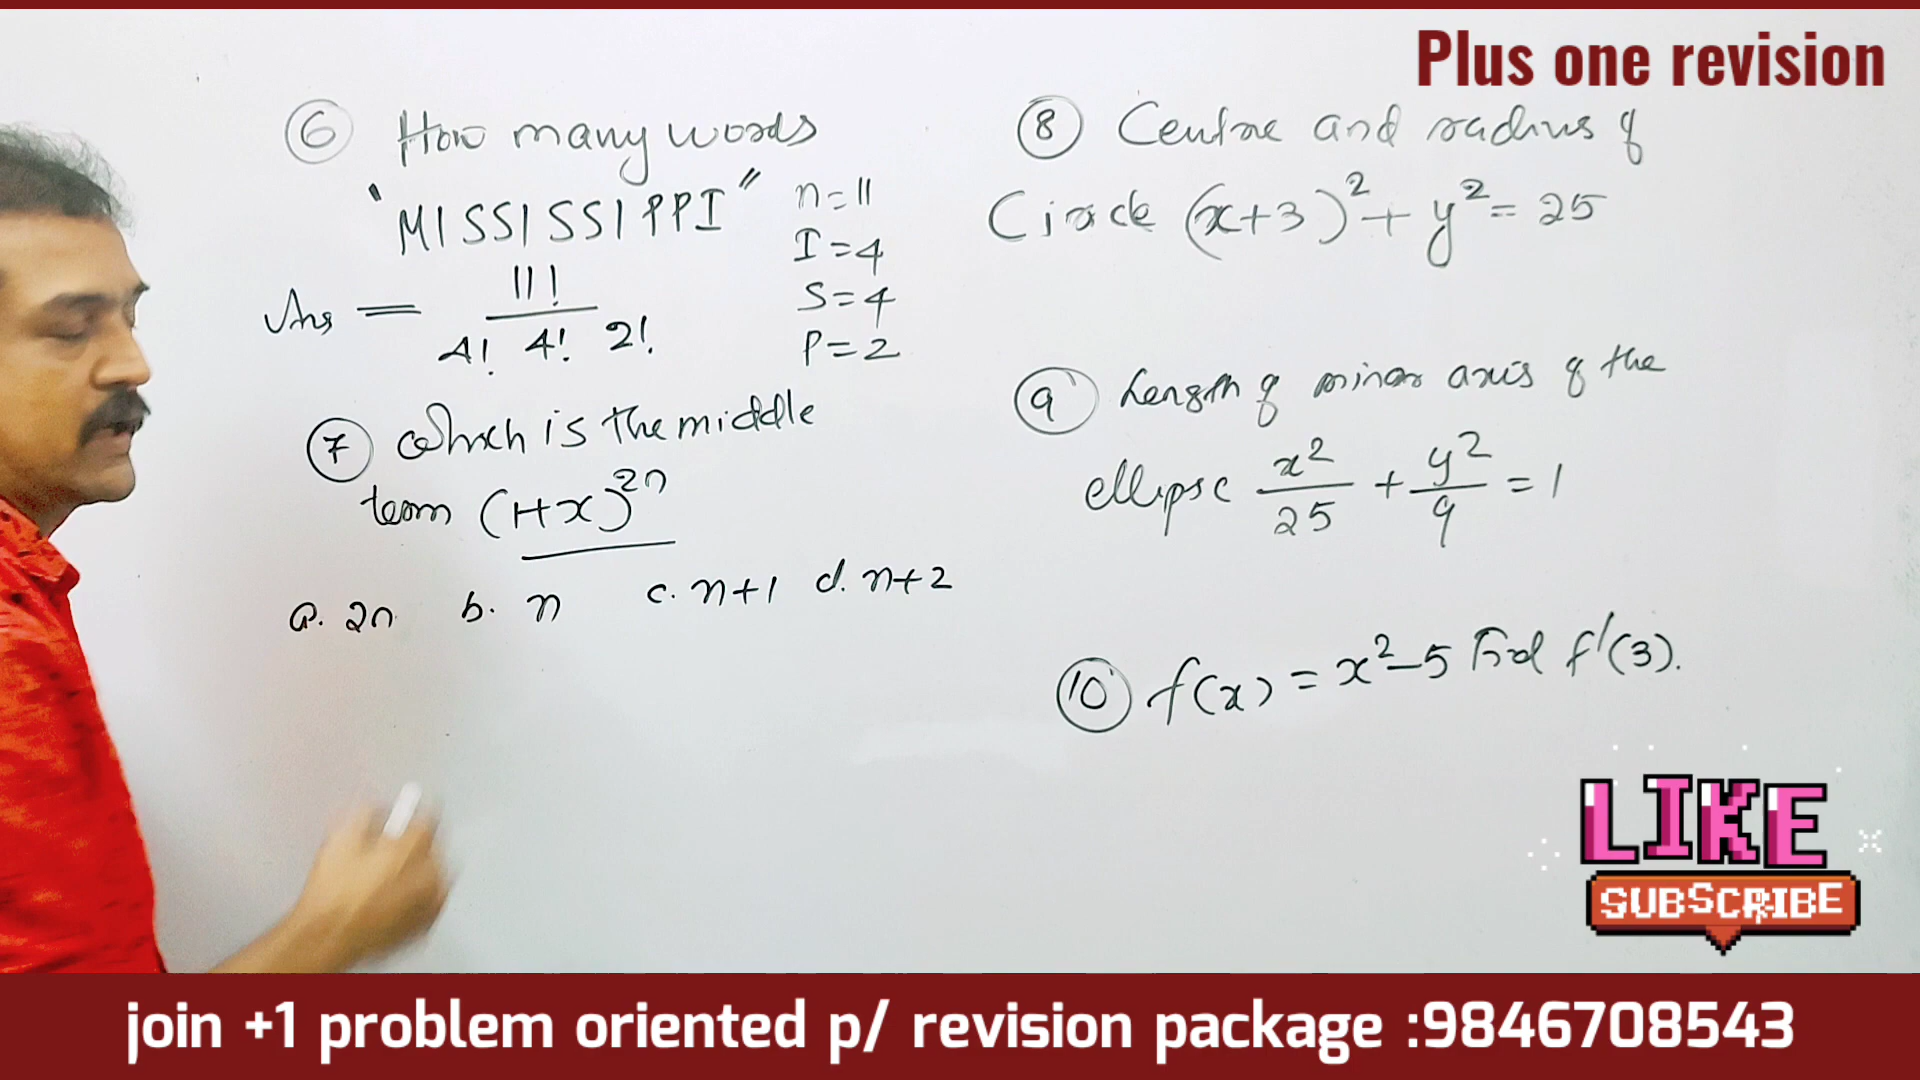 Plus one revision
6 How many words
"MISSISSIPPI"
n=11
I=4
S=4
P=2
Ans = 11! / 4! 4! 2!
7 Which is the middle
term (1+x)^2n
a. 2n b. n c. n+1 d. n+2
8 Centre and radius of
Circle (x+3)^2 + y^2 = 25
9 Length of minor axis of the
ellipse x^2/25 + y^2/9 = 1
10 f(x) = x^2-5 Find f'(3).
LIKE
SUBSCRIBE
join +1 problem oriented p/ revision package :9846708543